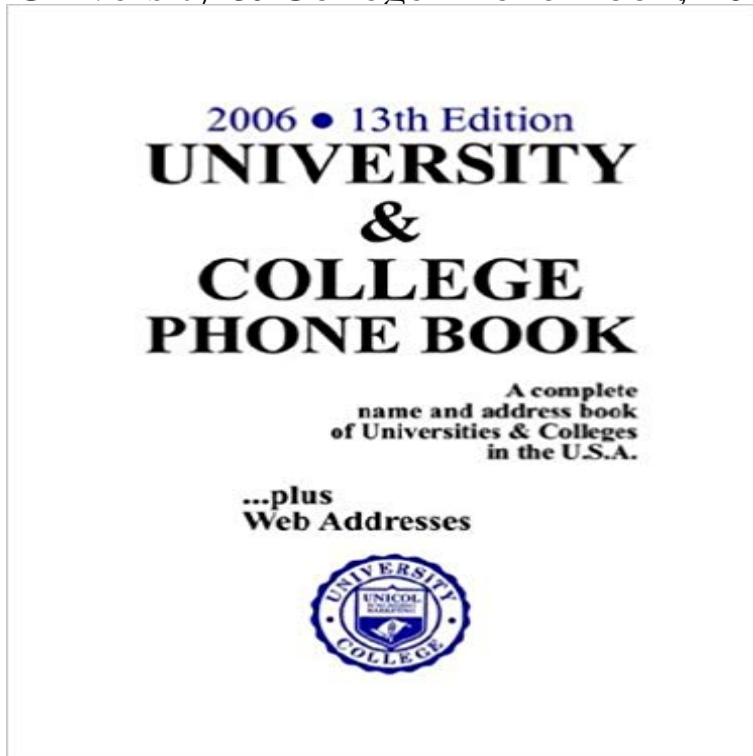 2006 • 13th Edition
UNIVERSITY
&
COLLEGE
PHONE BOOK
A complete
name and address book
of Universities & Colleges
in the U.S.A.
...plus
Web Addresses
UNIVERSITY
UNICOL
MARKETING
COLLEGE